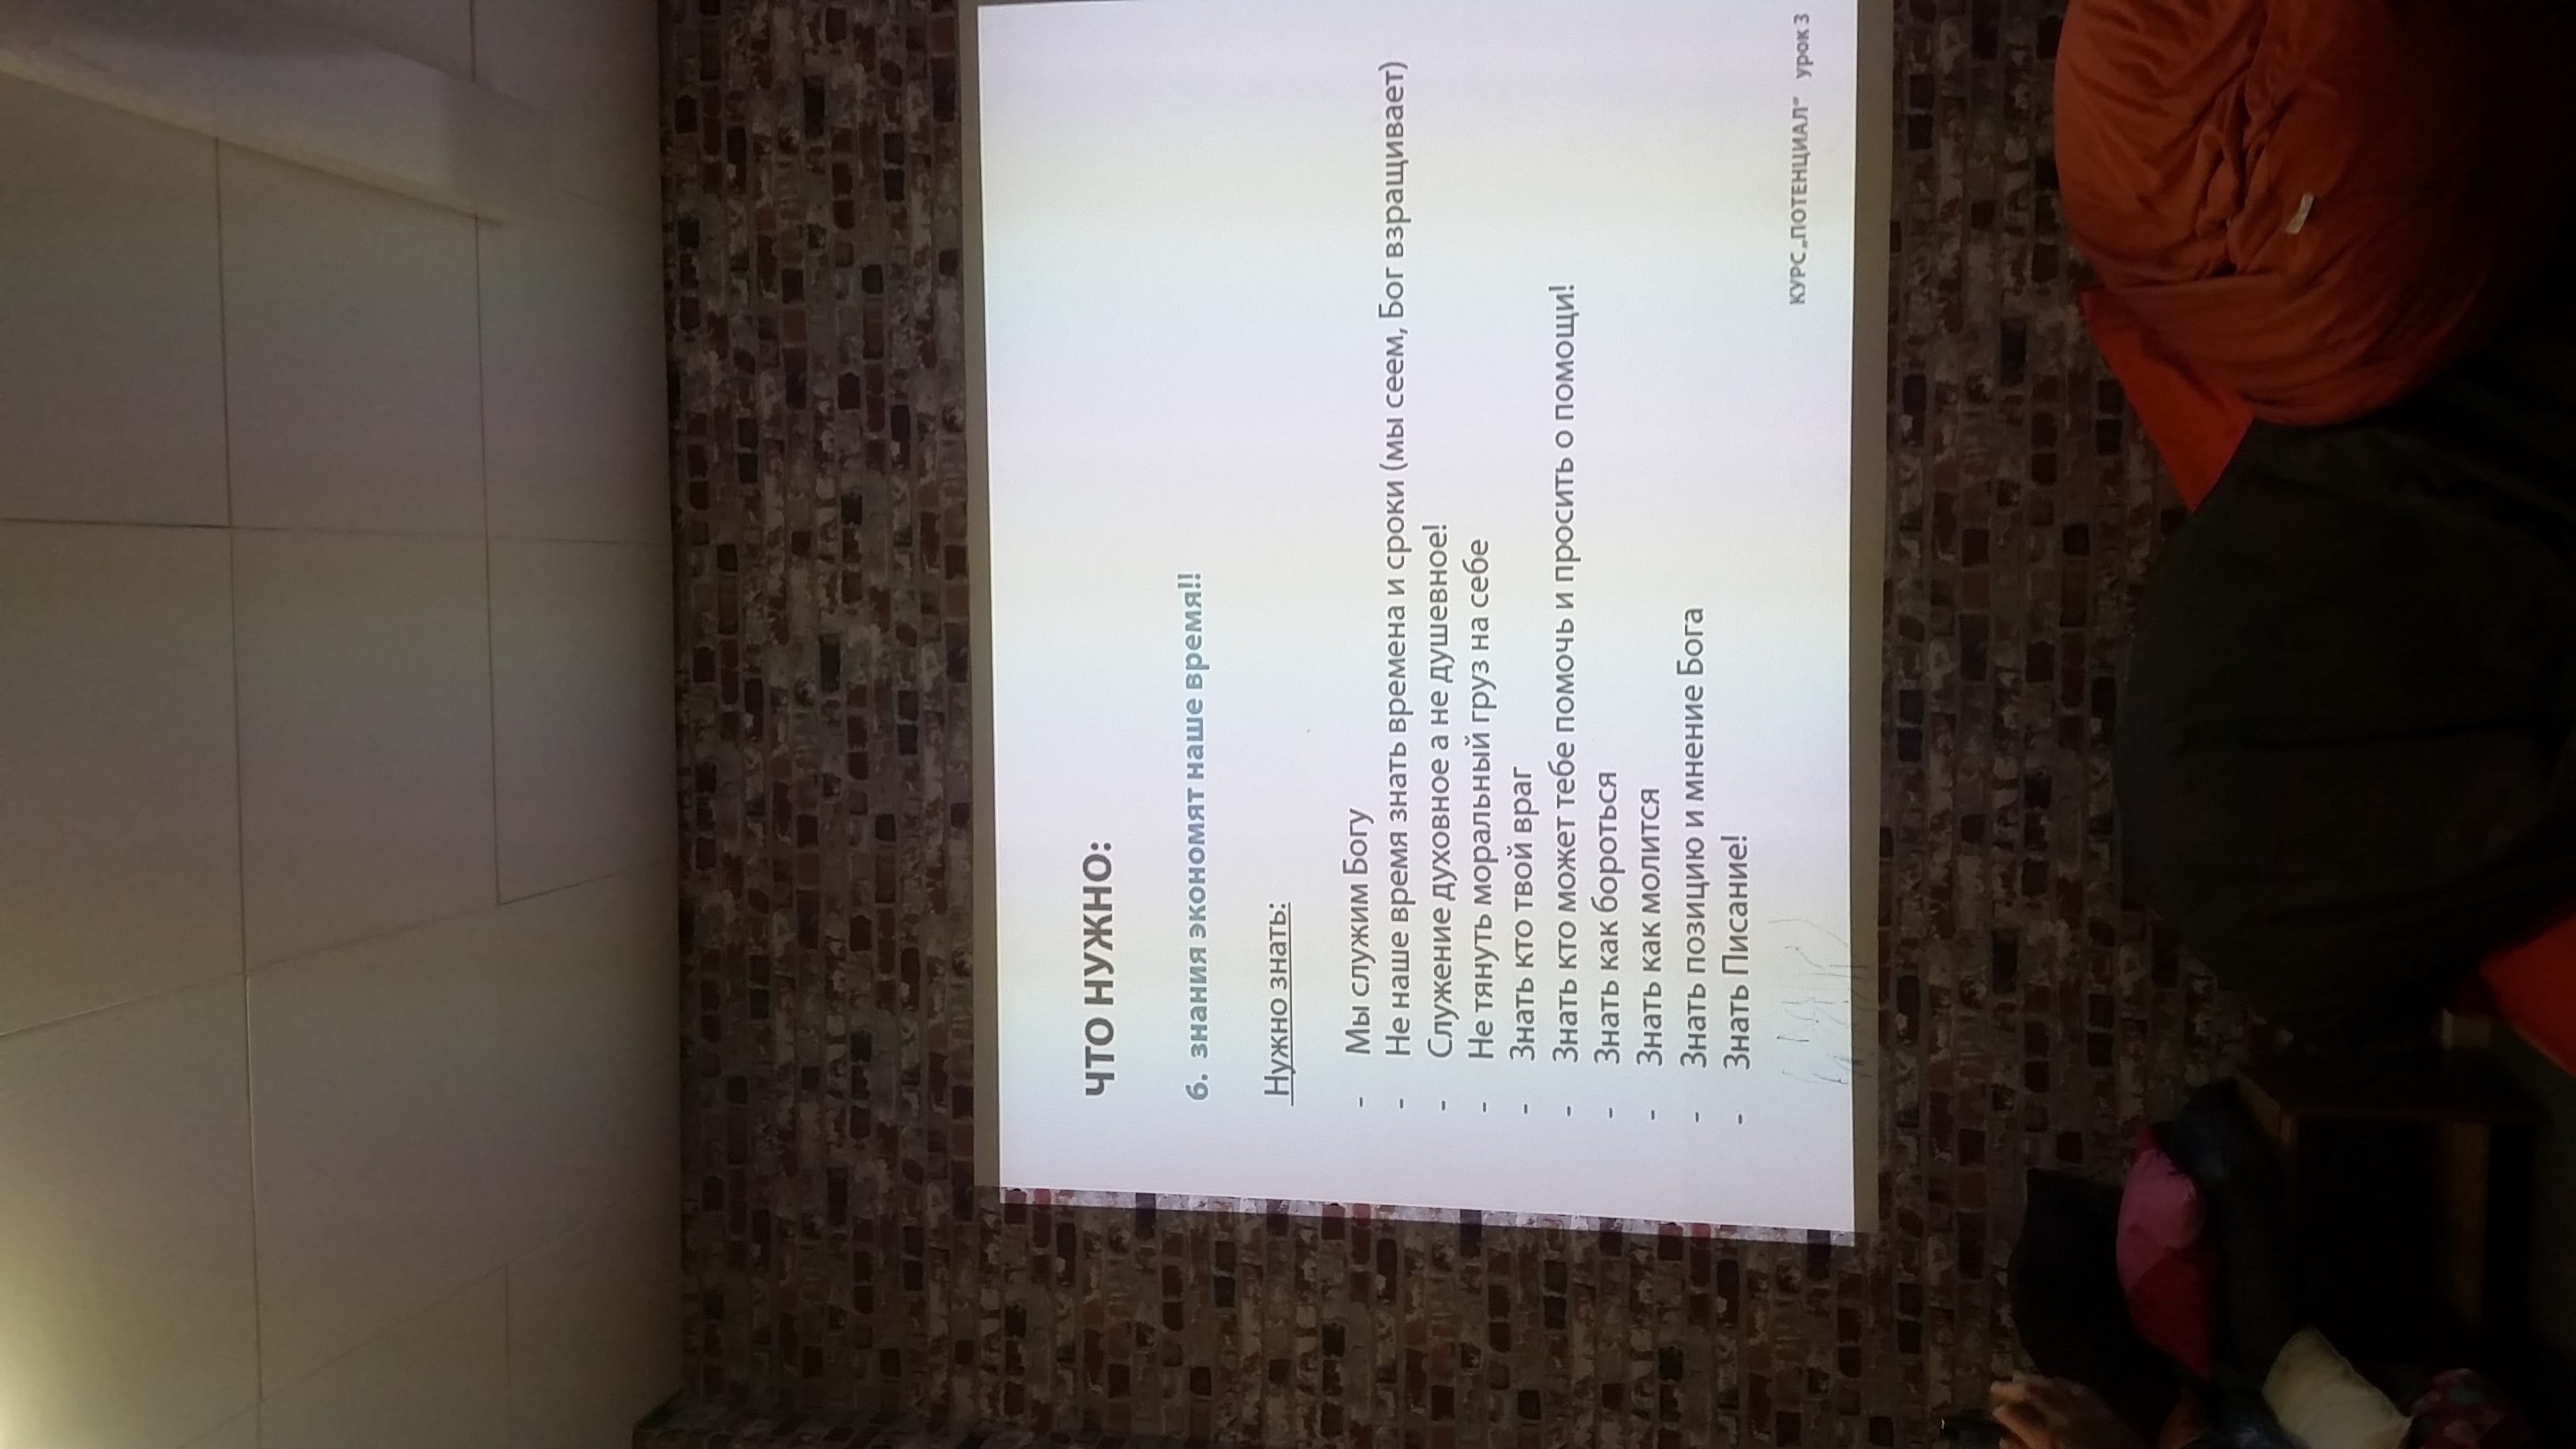 ЧТО НУЖНО:
6. знания экономят наше время!!
Нужно знать:
- Мы служим Богу
- Не наше время знать времена и сроки (мы сеем, Бог взращивает)
- Служение духовное а не душевное!
- Не тянуть моральный груз на себе
- Знать кто твой враг
- Знать кто может тебе помочь и просить о помощи!
- Знать как бороться
- Знать как молится
- Знать позицию и мнение Бога
- Знать Писание!
КУРС „ПОТЕНЦИАЛ“ урок 3